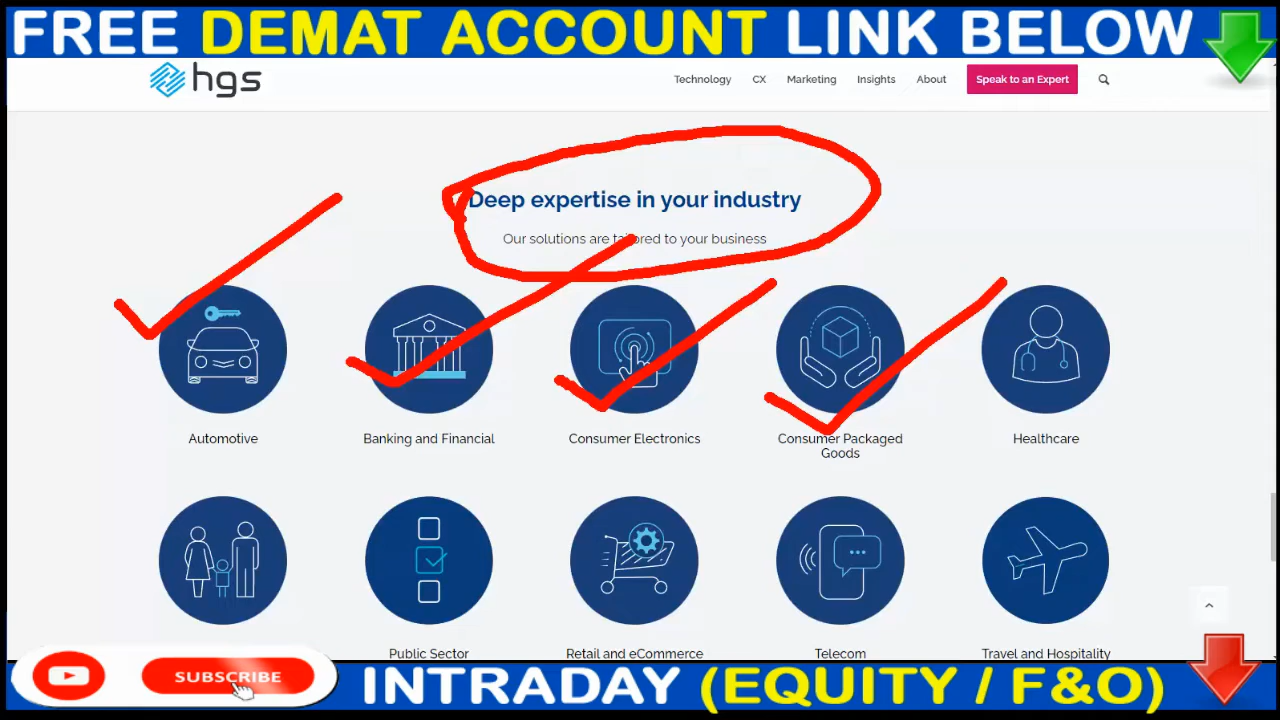 FREE DEMAT ACCOUNT LINK BELOW
hgs
Technology CX Marketing Insights About Speak to an Expert
Deep expertise in your industry
Our solutions are tailored to your business
Automotive
Banking and Financial
Consumer Electronics
Consumer Packaged
Goods
Healthcare
Public Sector
Retail and eCommerce
Telecom
Travel and Hospitality
SUBSCRIBE
INTRADAY (EQUITY / F&O)